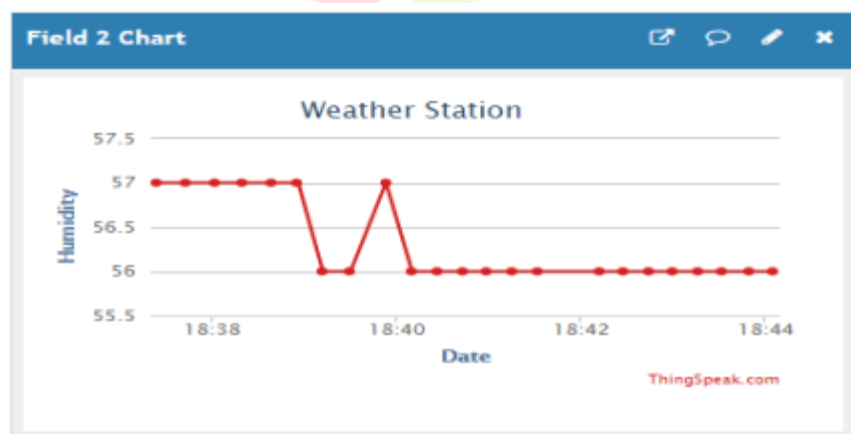 Field 2 Chart
Weather Station
57.5
57
56.5
56
55.5
Humidity
18:38 18:40 18:42 18:44
Date
ThingSpeak.com